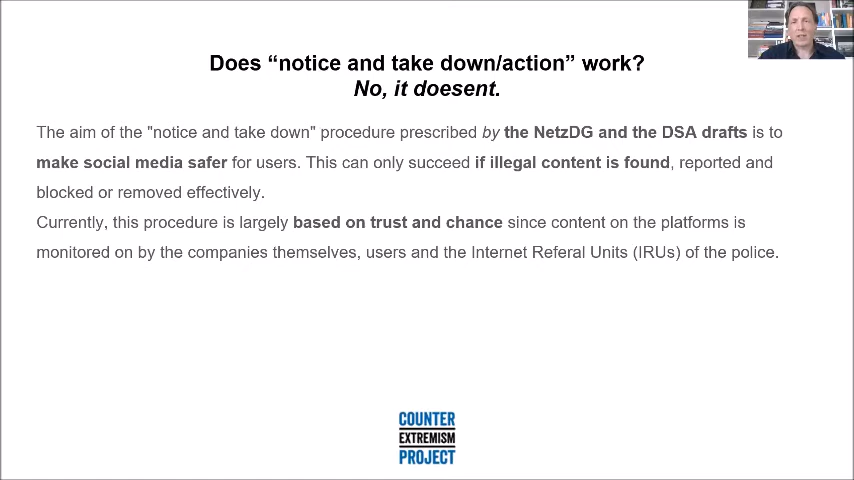 Does “notice and take down/action” work?
No, it doesent.
The aim of the "notice and take down" procedure prescribed by the NetzDG and the DSA drafts is to
make social media safer for users. This can only succeed if illegal content is found, reported and
blocked or removed effectively.
Currently, this procedure is largely based on trust and chance since content on the platforms is
monitored on by the companies themselves, users and the Internet Referal Units (IRUs) of the police.
COUNTER
EXTREMISM
PROJECT